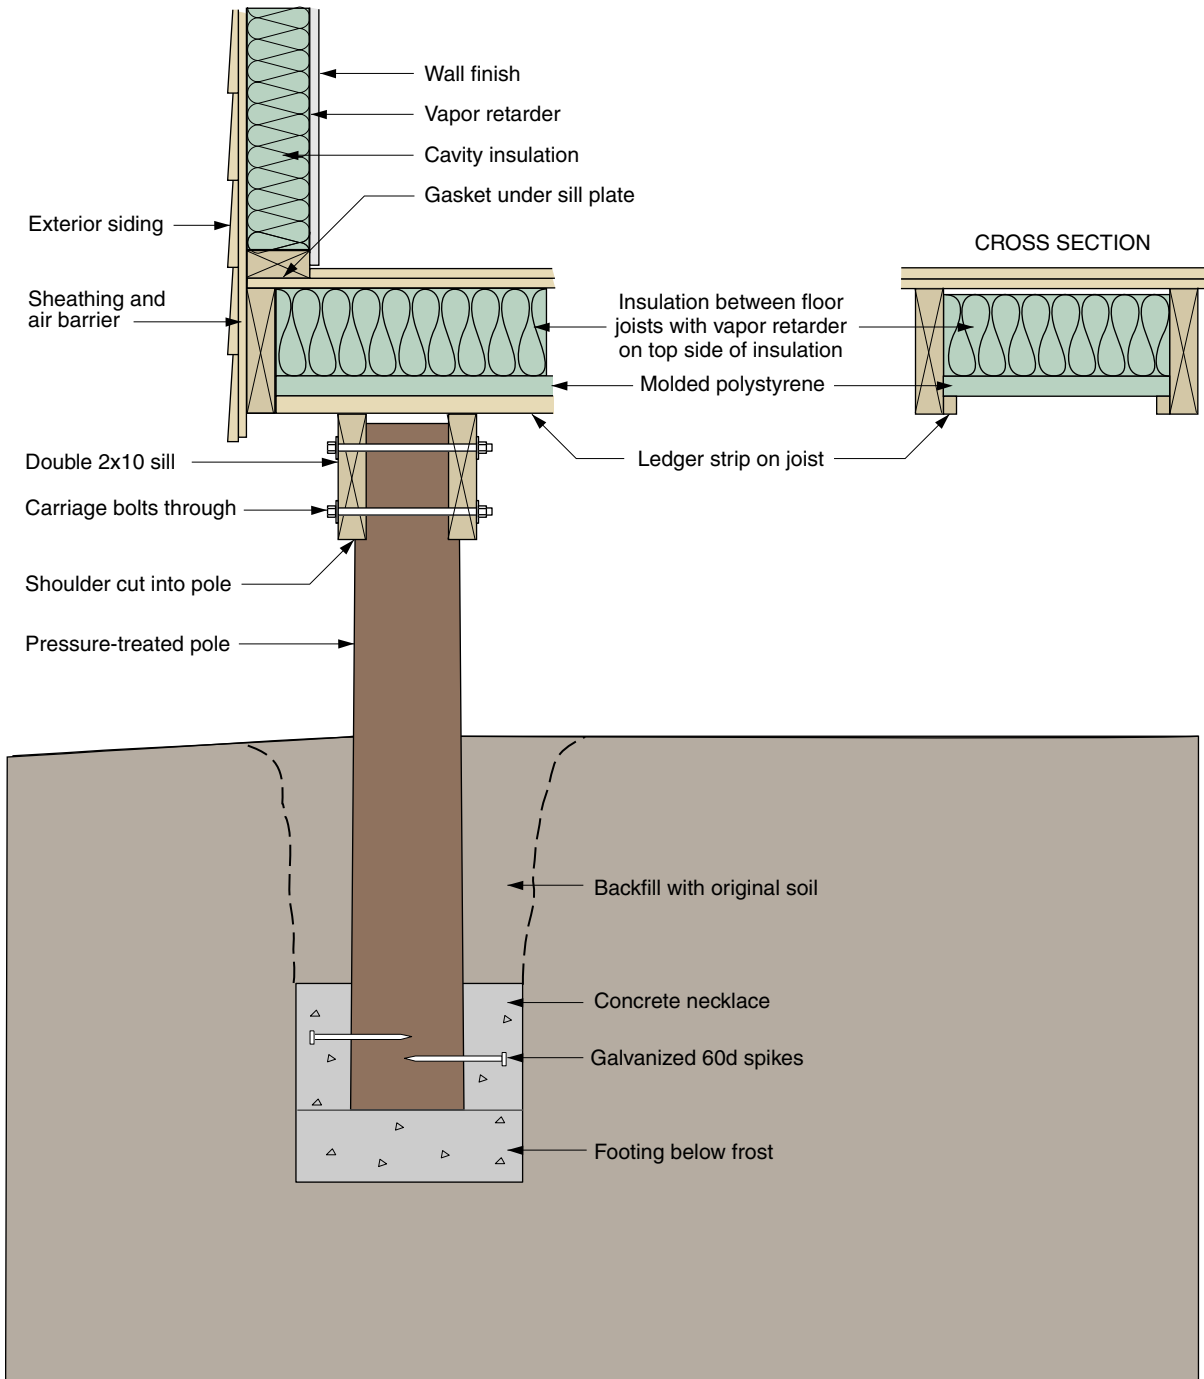 Wall finish
Vapor retarder
Cavity insulation
Gasket under sill plate
Exterior siding
CROSS SECTION
Sheathing and
air barrier
Insulation between floor
joists with vapor retarder
on top side of insulation
Molded polystyrene
Double 2x10 sill
Ledger strip on joist
Carriage bolts through
Shoulder cut into pole
Pressure-treated pole
Backfill with original soil
Concrete necklace
Galvanized 60d spikes
Footing below frost